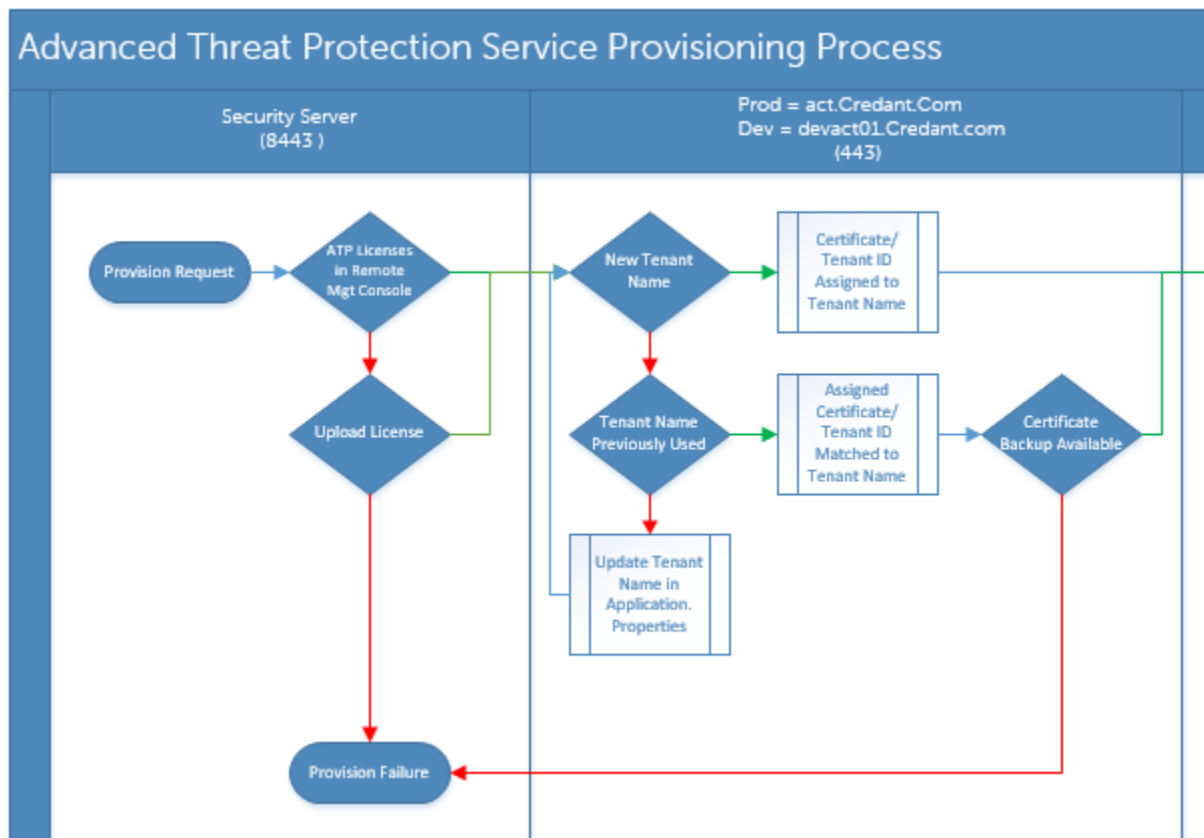 Advanced Threat Protection Service Provisioning Process
Security Server
(8443 )
Prod = act.Credant.Com
Dev = devact01.Credant.com
(443)
Provision Request
ATP Licenses
in Remote
Mgt Console
New Tenant
Name
Certificate/
Tenant ID
Assigned to
Tenant Name
Upload License
Tenant Name
Previously Used
Assigned
Certificate/
Tenant ID
Matched to
Tenant Name
Certificate
Backup Available
Update Tenant
Name in
Application.
Properties
Provision Failure